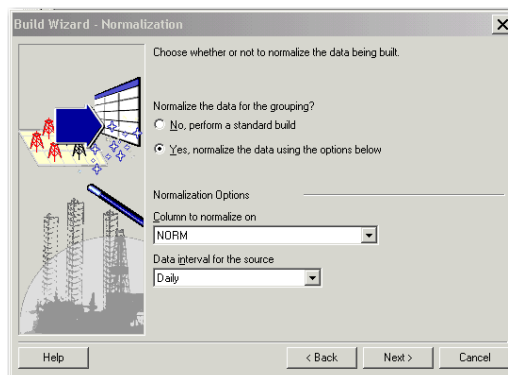 Build Wizard - Normalization
Choose whether or not to normalize the data being built.
Normalize the data for the grouping?
No, perform a standard build
Yes, normalize the data using the options below
Normalization Options
Column to normalize on
NORM
Data interval for the source
Daily
Help
< Back
Next >
Cancel